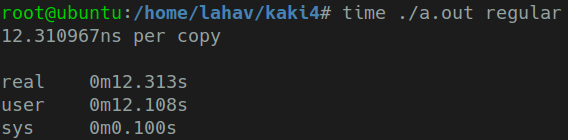 root@ubuntu:/home/lahav/kaki4# time ./a.out regular
12.310967ns per copy
real 0m12.313s
user 0m12.108s
sys 0m0.100s